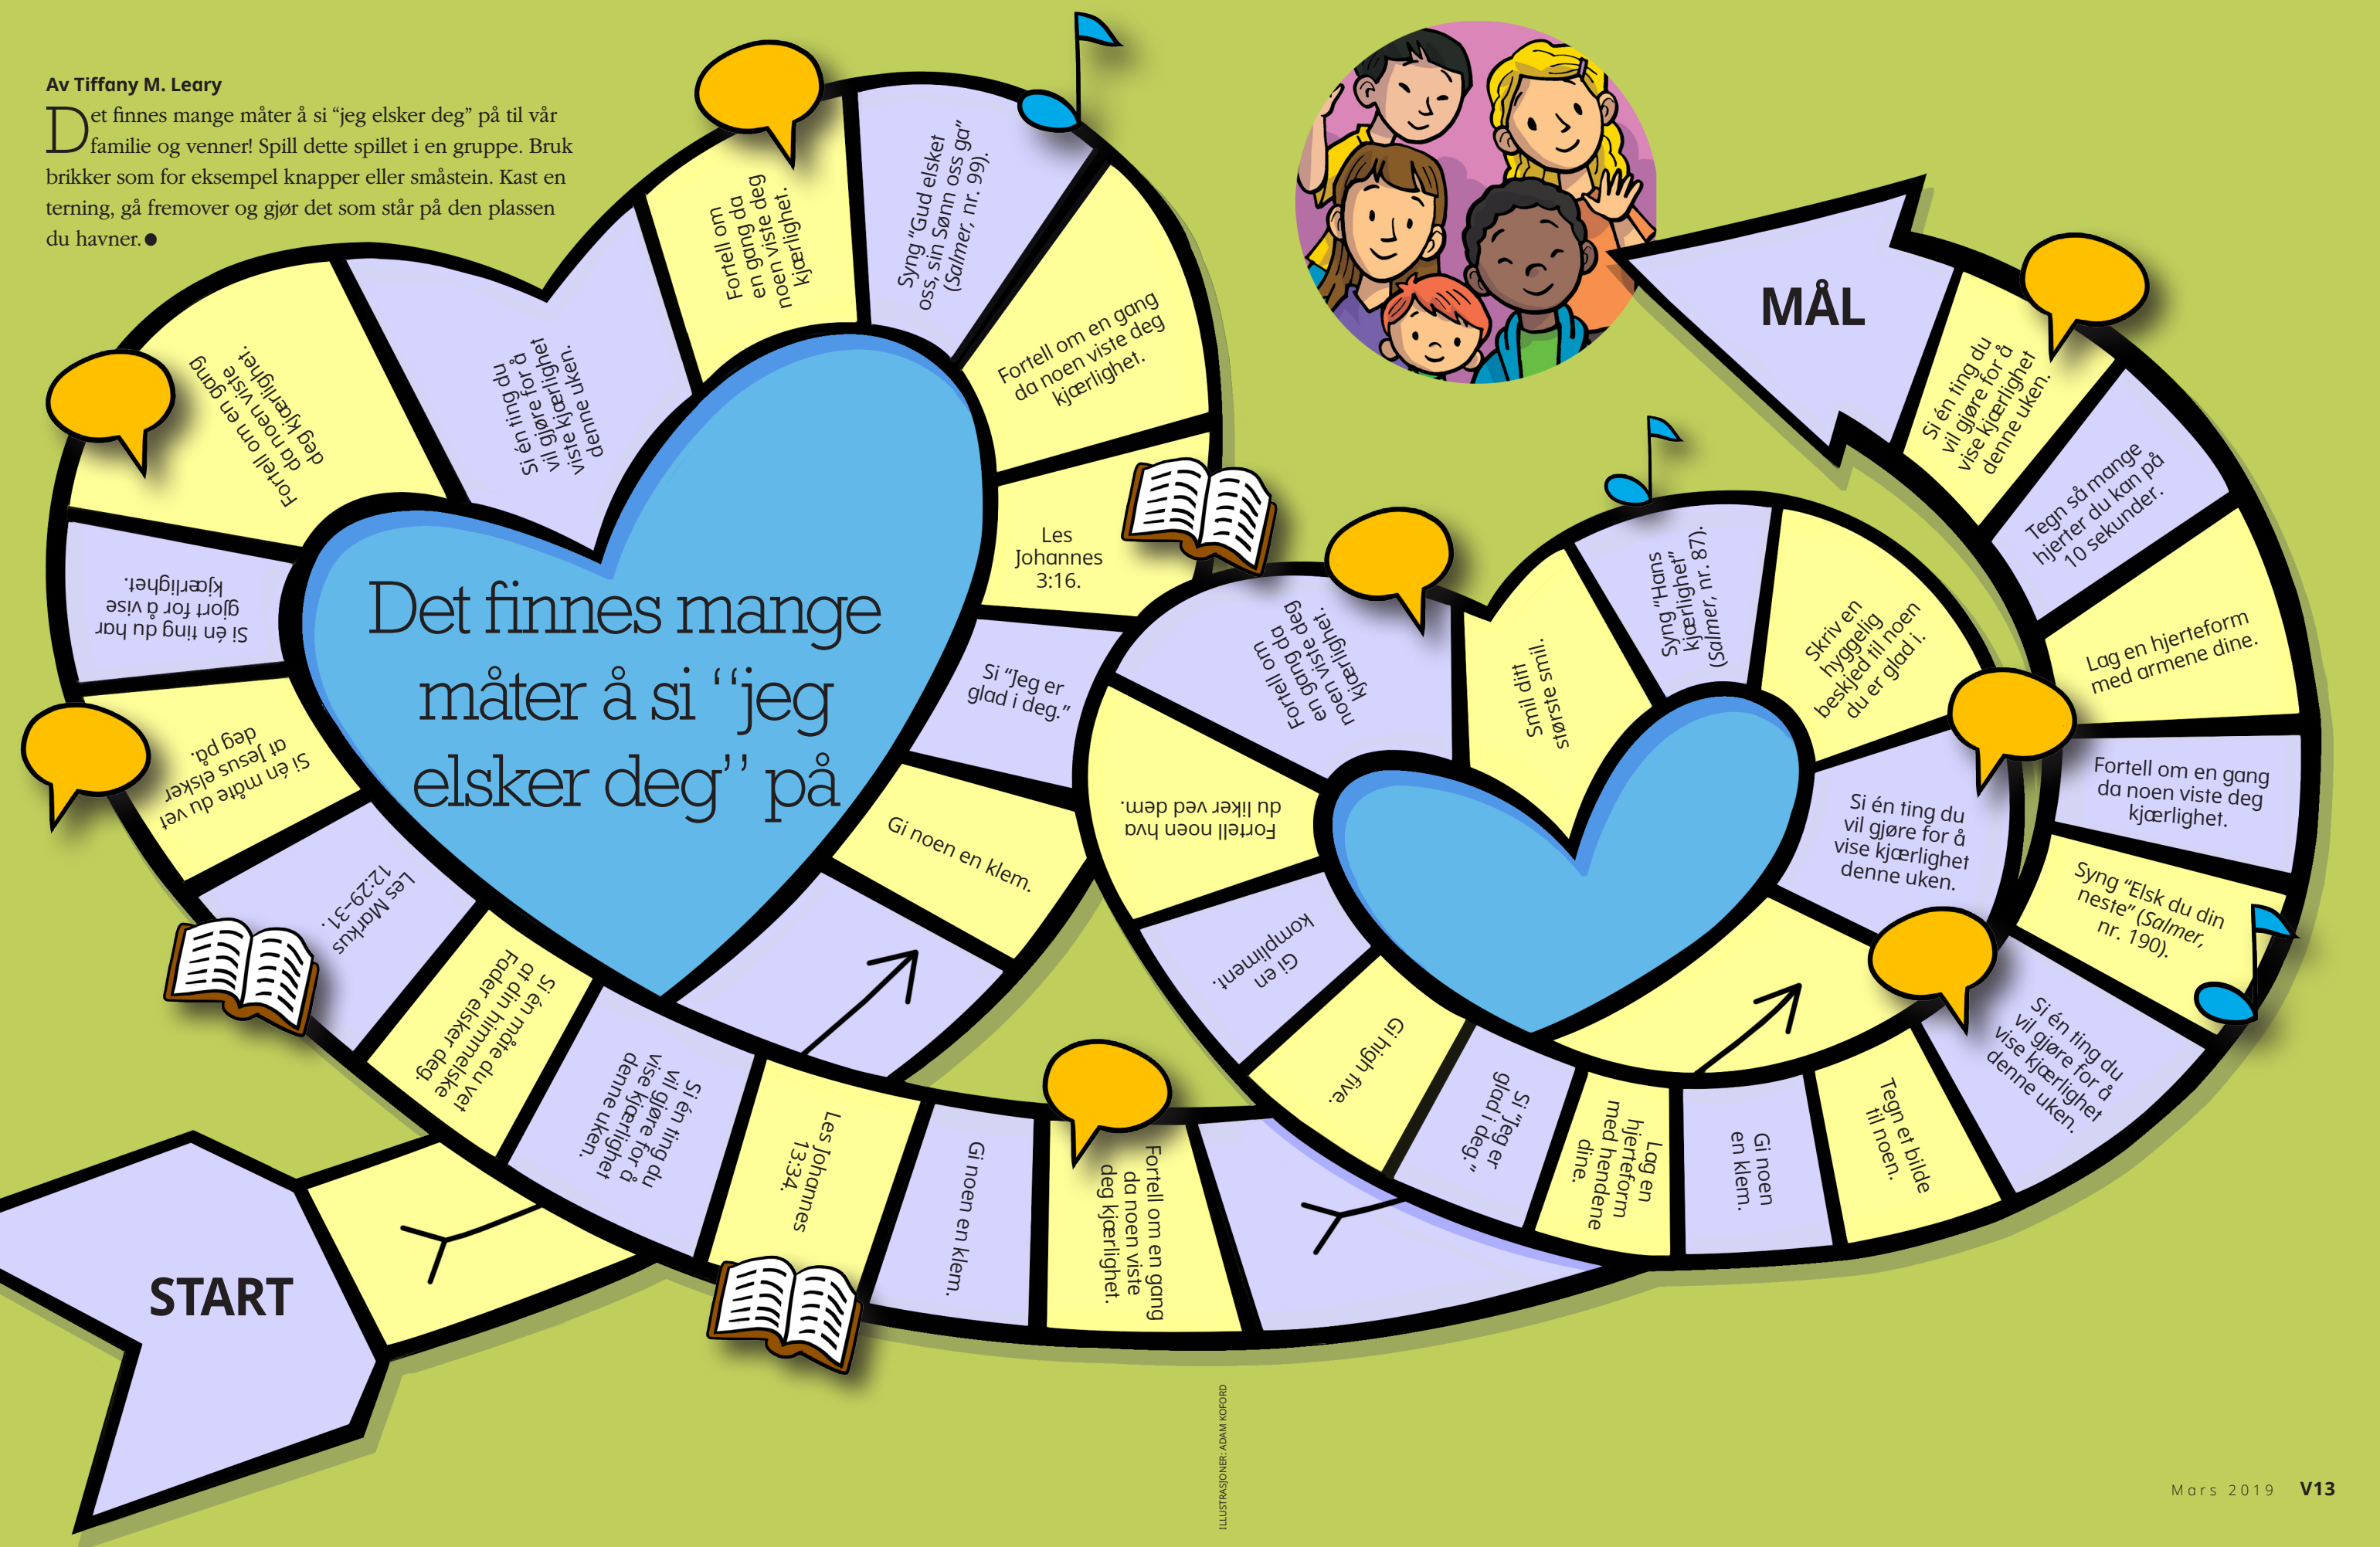 Av Tiffany M. Leary
Det finnes mange måter å si “jeg elsker deg” på til vår
familie og venner! Spill dette spillet i en gruppe. Bruk
brikker som for eksempel knapper eller småstein. Kast en
terning, gå fremover og gjør det som står på den plassen
du havner. ●
Det finnes mange
måter å si “jeg
elsker deg” på
START
Gi noen en klem.
Si “Jeg er
glad i deg.”
Les
Johannes
3:16.
Fortell om en gang
da noen viste deg
kjærlighet.
Syng “Gud elsket
oss, sin Sønn oss ga”
(Salmer, nr. 99).
Fortell om
en gang da
noen viste deg
kjærlighet.
Si én ting du
vil gjøre for å
viste kjærlighet
denne uken.
Fortell om en gang
da noen viste
deg kjærlighet.
Si én ting du har
gjort for å vise
kjærlighet.
Si én måte du vet
at Jesus elsker
deg på.
Les Markus
12:29–31.
Si én måte du vet
at din himmelske
Fader elsker deg.
Si én ting du
vil gjøre for å
vise kjærlighet
denne uken.
Les Johannes
13:34.
Gi noen en klem.
Fortell om en gang
da noen viste
deg kjærlighet.
Si én ting du
vil gjøre for å
vise kjærlighet
denne uken.
Skriv en
hyggelig
beskjed til noen
du er glad i.
Syng “Hans
kjærlighet”
(Salmer, nr. 87).
Smil ditt
største smil.
Fortell om
en gang da
noen viste deg
kjærlighet.
Fortell noen hva
du liker ved dem.
Gi en
kompliment.
Gi high five.
Si “Jeg er
glad i deg.”
Lag en
hjerteform
med hendene
dine.
Gi noen
en klem.
Tegn et bilde
til noen.
Si én ting du
vil gjøre for å
vise kjærlighet
denne uken.
Syng “Elsk du din
neste” (Salmer,
nr. 190).
Fortell om en gang
da noen viste deg
kjærlighet.
Lag en hjerteform
med armene dine.
Tegn så mange
hjerter du kan på
10 sekunder.
Si én ting du
vil gjøre for å
vise kjærlighet
denne uken.
MÅL
ILLUSTRASJONER: ADAM KOFORD
Mars 2019 V13